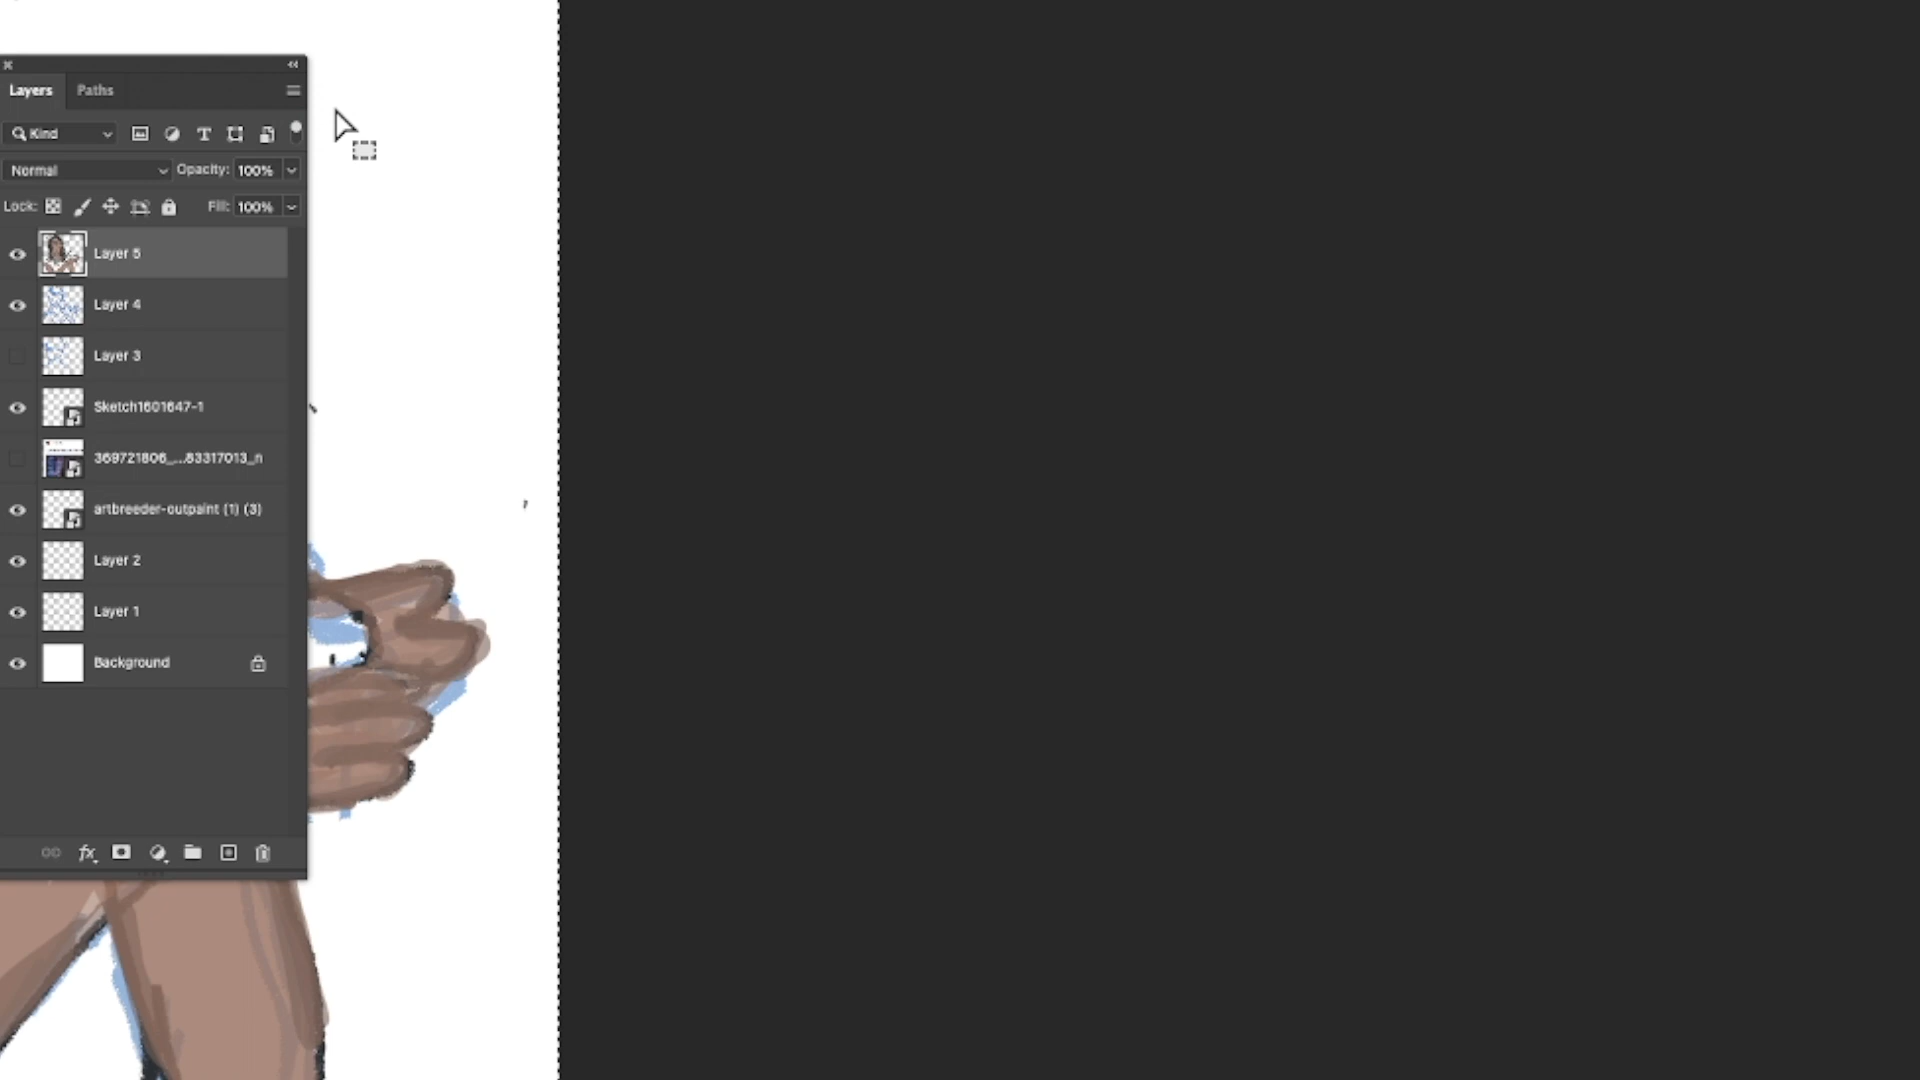 Layers Paths
Kind
Normal Opacity: 100%
Lock: Fill: 100%
Layer 5
Layer 4
Layer 3
Sketch1601647-1
369721806_...83317013_n
artbreeder-outpaint (1) (3)
Layer 2
Layer 1
Background
fx